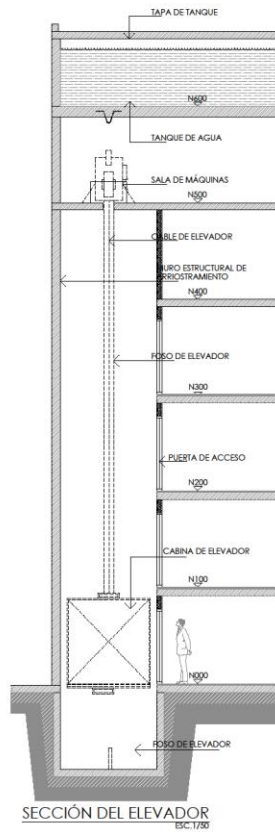 TAPA DE TANQUE
N600
TANQUE DE AGUA
SALA DE MÁQUINAS
N500
CABLE DE ELEVADOR
MURO ESTRUCTURAL DE
ARRIOSTRAMIENTO
N400
FOSO DE ELEVADOR
N300
PUERTA DE ACCESO
N200
CABINA DE ELEVADOR
N100
N000
FOSO DE ELEVADOR
SECCIÓN DEL ELEVADOR
ESC.1/50